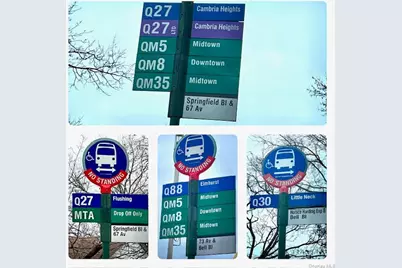 Q27 Cambria Heights
Q27 LTD Cambria Heights
QM5 Midtown
QM8 Downtown
QM35 Midtown
Springfield Bl &
67 Av
NO STANDING
Q27 Flushing
MTA Drop Off Only
Springfield Bl &
67 Av
NO STANDING
Q88 Elmhurst
QM5 Midtown
QM8 Downtown
QM35 Midtown
73 Av &
Bell Bl
NO STANDING
Q30 Little Neck
Bell Bl